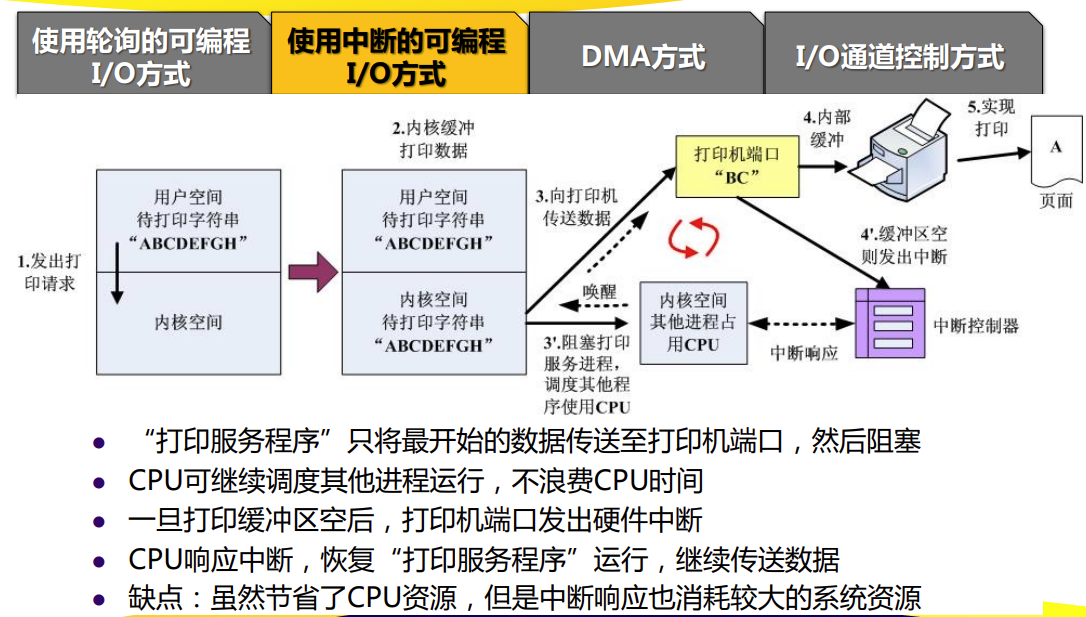 使用轮询的可编程
I/O方式
使用中断的可编程
I/O方式
DMA方式
I/O通道控制方式
2.内核缓冲
打印数据
4.内部
缓冲
5.实现
打印
打印机端口
“BC”
A
页面
用户空间
待打印字符串
“ABCDEFGH”
用户空间
待打印字符串
“ABCDEFGH”
3.向打印机
传送数据
1.发出打
印请求
4'.缓冲区空
则发出中断
内核空间
内核空间
待打印字符串
“ABCDEFGH”
唤醒
内核空间
其他进程占
用CPU
中断响应
中断控制器
3'.阻塞打印
服务进程，
调度其他程
序使用CPU
“打印服务程序”只将最开始的数据传送至打印机端口，然后阻塞
CPU可继续调度其他进程运行，不浪费CPU时间
一旦打印缓冲区空后，打印机端口发出硬件中断
CPU响应中断，恢复“打印服务程序”运行，继续传送数据
缺点：虽然节省了CPU资源，但是中断响应也消耗较大的系统资源